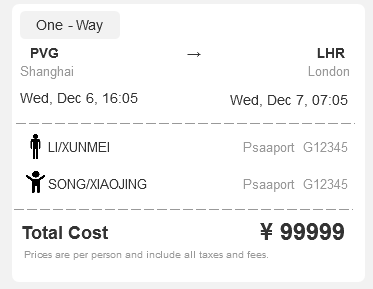 One - Way
PVG → LHR
Shanghai London
Wed, Dec 6, 16:05 Wed, Dec 7, 07:05
LI/XUNMEI Psaaport G12345
SONG/XIAOJING Psaaport G12345
Total Cost ¥ 99999
Prices are per person and include all taxes and fees.